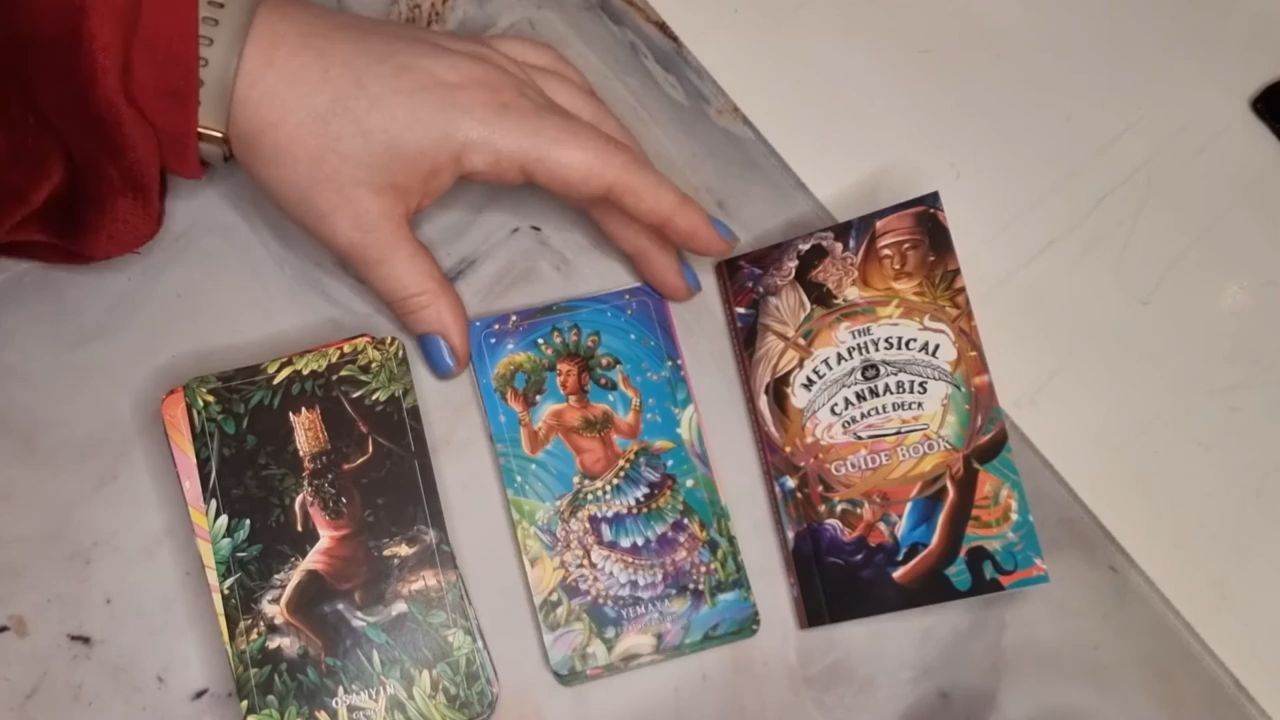 OSANYIN
YEMAYA
THE
METAPHYSICAL
CANNABIS
ORACLE DECK
GUIDE BOOK